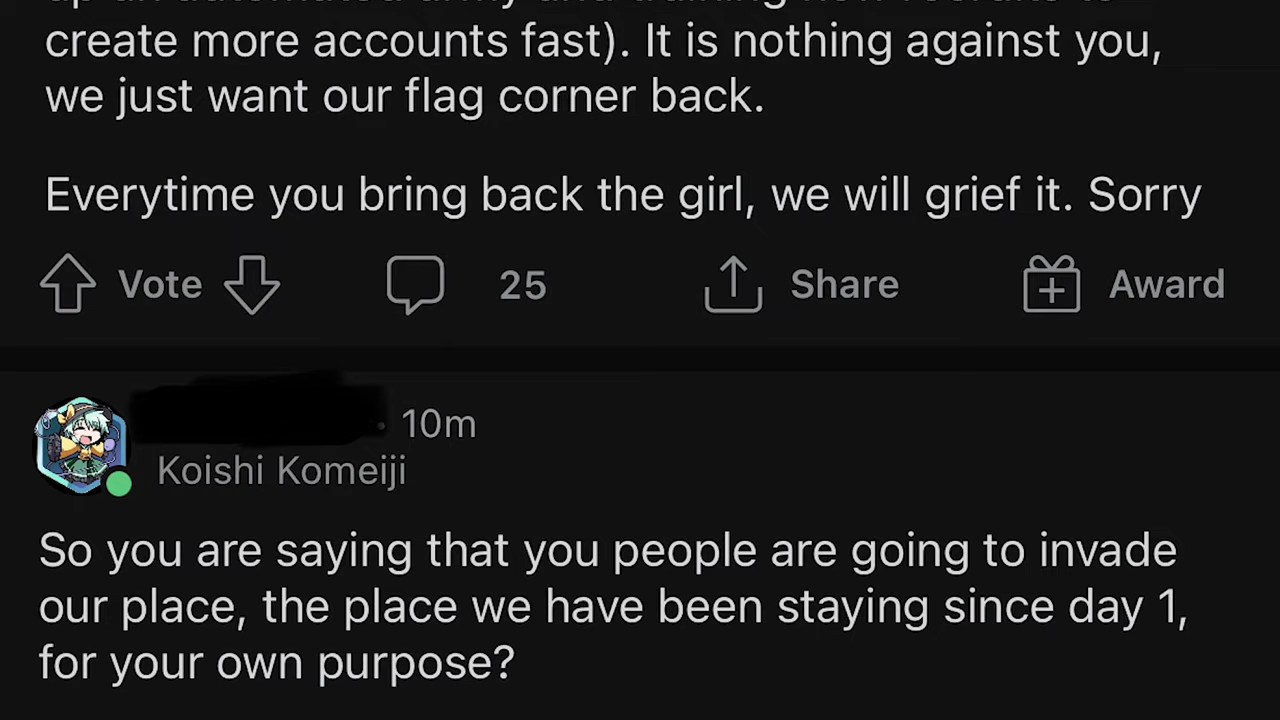 create more accounts fast). It is nothing against you,
we just want our flag corner back.
Everytime you bring back the girl, we will grief it. Sorry
Vote 25 Share Award
10m
Koishi Komeiji
So you are saying that you people are going to invade
our place, the place we have been staying since day 1,
for your own purpose?